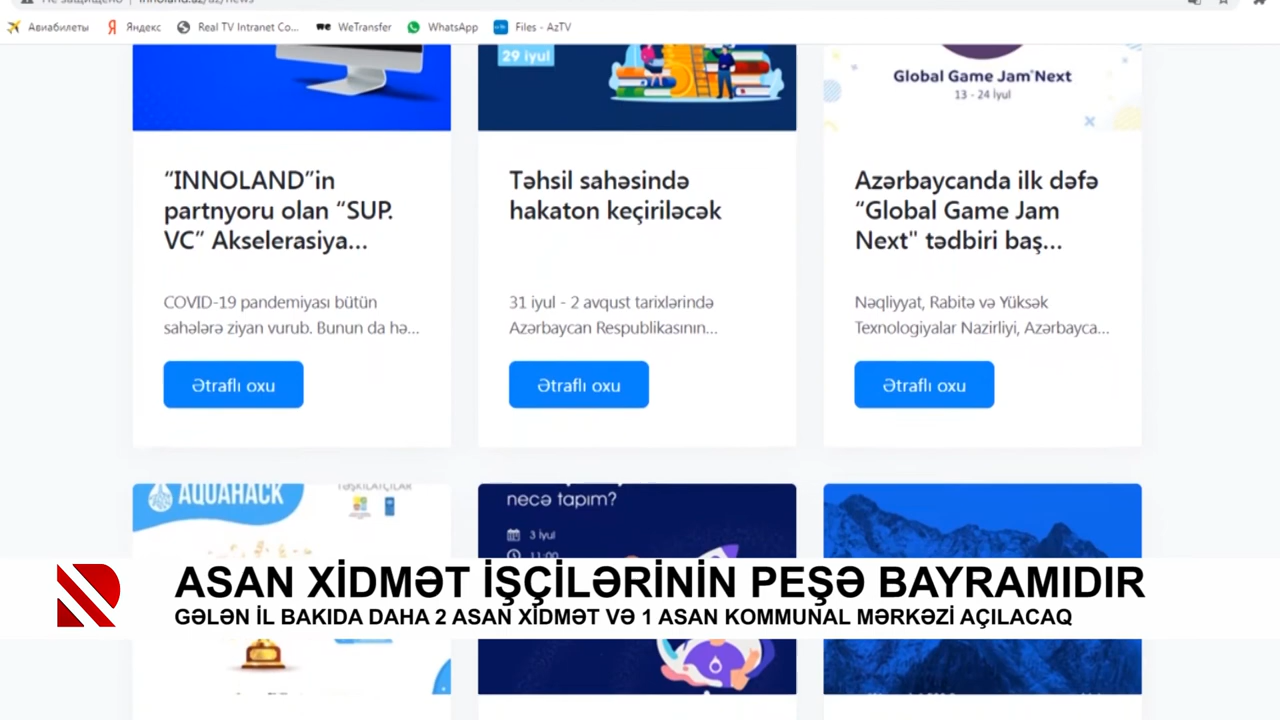 Авиабилеты Яндекс Real TV Intranet Co... WeTransfer WhatsApp Files - AzTV
29 iyul
Global Game Jam Next
13 - 24 İyul
“INNOLAND”in
partnyoru olan “SUP.
VC” Akselerasiya...
COVID-19 pandemiyası bütün
sahələrə ziyan vurub. Bunun da hə...
Ətraflı oxu
Təhsil sahəsində
hakaton keçiriləcək
31 iyul - 2 avqust tarixlərində
Azərbaycan Respublikasının...
Ətraflı oxu
Azərbaycanda ilk dəfə
“Global Game Jam
Next" tədbiri baş...
Nəqliyyat, Rabitə və Yüksək
Texnologiyalar Nazirliyi, Azərbayca...
Ətraflı oxu
AQUAHACK
TƏŞKİLATÇILAR
necə tapım?
3 İyul
11:00
ASAN XİDMƏT İŞÇİLƏRİNİN PEŞƏ BAYRAMIDIR
GƏLƏN İL BAKIDA DAHA 2 ASAN XİDMƏT VƏ 1 ASAN KOMMUNAL MƏRKƏZİ AÇILACAQ